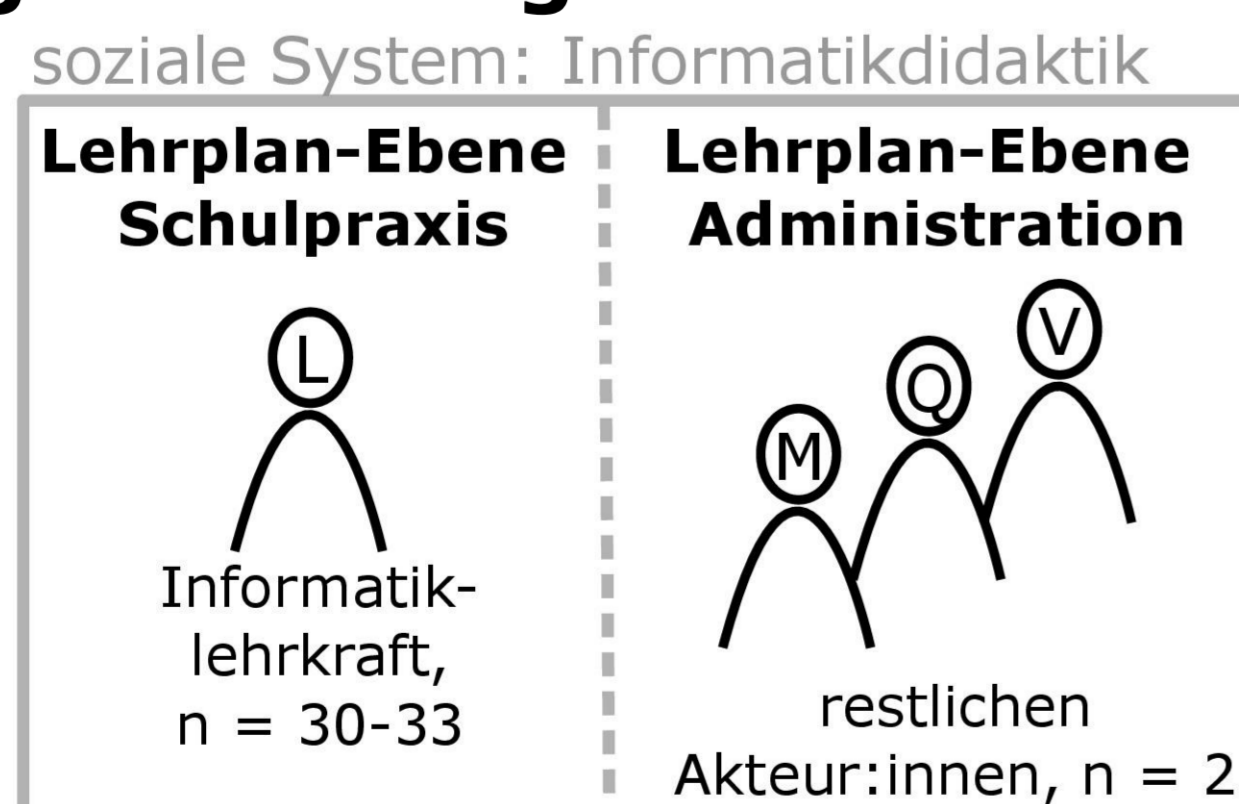 soziale System: Informatikdidaktik
Lehrplan-Ebene
Schulpraxis
L
Informatik-
lehrkraft,
n = 30-33
Lehrplan-Ebene
Administration
V
Q
M
restlichen
Akteur:innen, n = 2